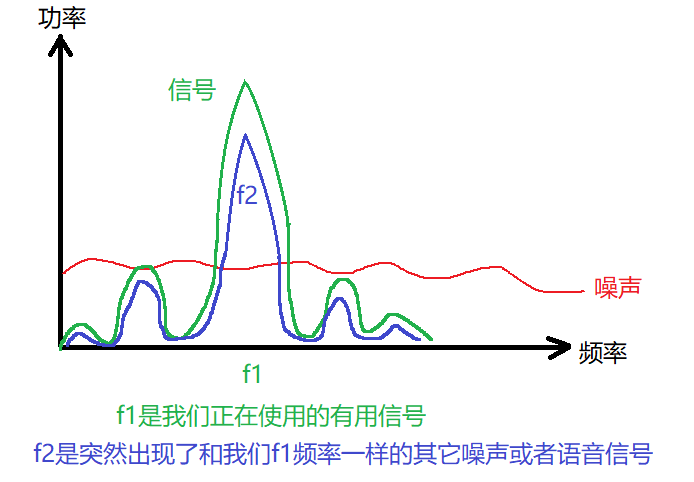 功率
信号
f2
噪声
频率
f1
f1是我们正在使用的有用信号
f2是突然出现了和我们f1频率一样的其它噪声或者语音信号